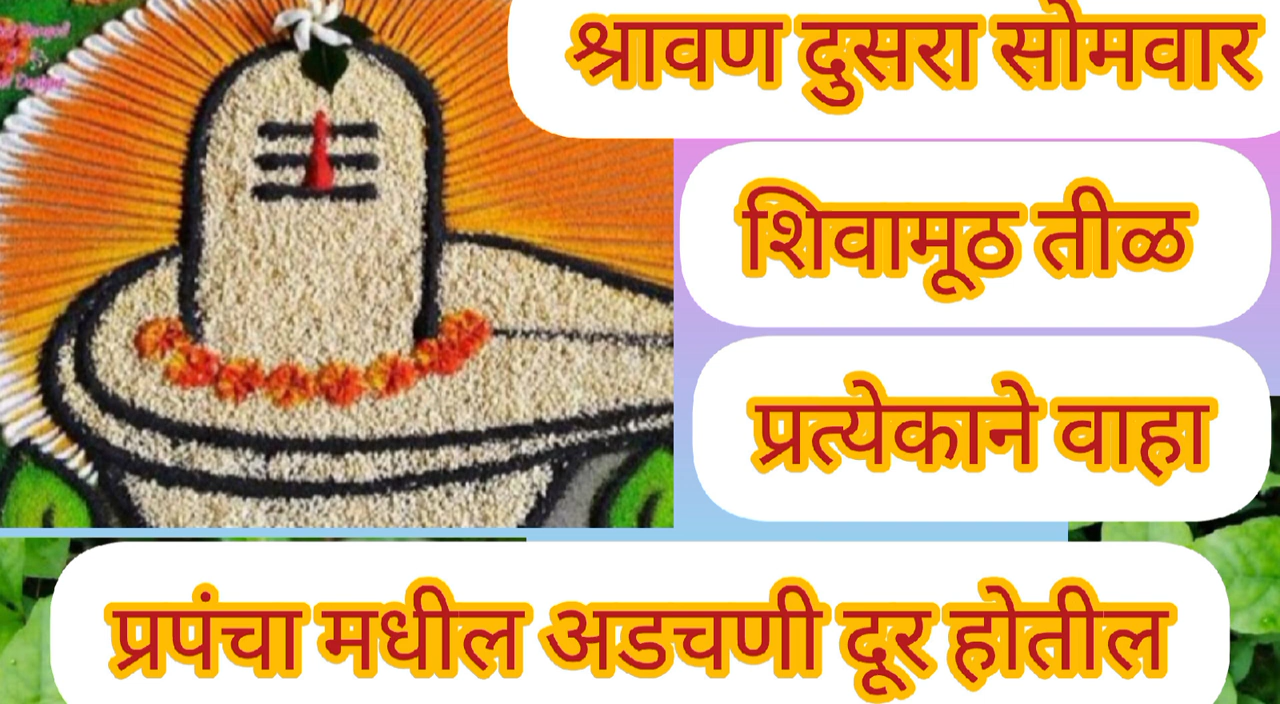 श्रावण दुसरा सोमवार
शिवामूठ तीळ
प्रत्येकाने वाहा
प्रपंचा मधील अडचणी दूर होतील